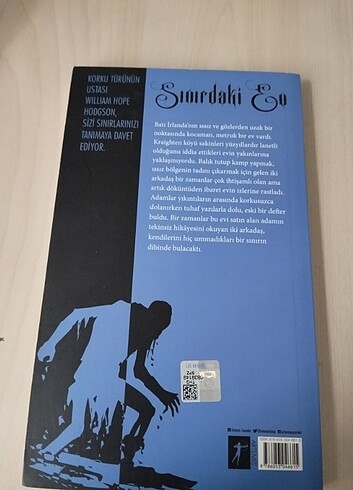 KORKU TÜRÜNÜN
USTASI
WILLIAM HOPE
HODGSON,
SİZİ SINIRLARINIZI
TANIMAYA DAVET
EDİYOR.
Sınırdaki Ev
Batı İrlanda'nın ıssız ve gözlerden uzak bir
noktasında kocaman, metruk bir ev vardı.
Kraighten köyü sakinleri yüzyıllardır lanetli
olduğunu iddia ettikleri evin yakınlarına
yaklaşmıyordu. Balık tutup kamp yapmak,
ıssız bölgenin tadını çıkarmak için gelen iki
arkadaş bir zamanlar çok ihtişamlı olan ama
artık döküntüden ibaret evin izlerine rastladı.
Adamlar yıkıntıların arasında korkusuzca
dolanırken tuhaf yazılarla dolu, eski bir defter
buldu. Bir zamanlar bu evi satın alan adamın
tekinsiz hikâyesini okuyan iki arkadaş,
kendilerini hiç ummadıkları bir sınırın
dibinde bulacaktı.